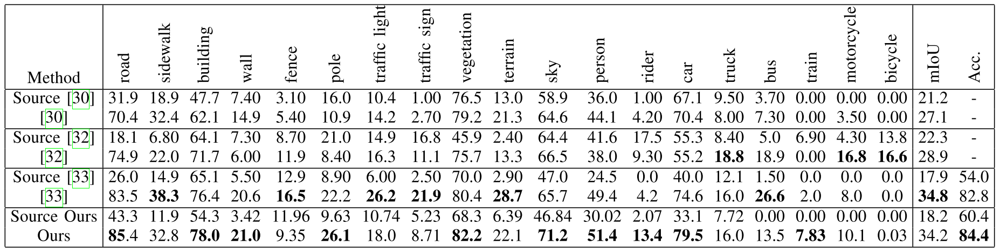 Method road sidewalk building wall fence pole traffic light traffic sign vegetation terrain sky person rider car truck bus train motorcycle bicycle mIoU Acc.
Source [30] 31.9 18.9 47.7 7.40 3.10 16.0 10.4 1.00 76.5 13.0 58.9 36.0 1.00 67.1 9.50 3.70 0.00 0.00 0.00 21.2 -
[30] 70.4 32.4 62.1 14.9 5.40 10.9 14.2 2.70 79.2 21.3 64.6 44.1 4.20 70.4 8.00 7.30 0.00 3.50 0.00 27.1 -
Source [32] 18.1 6.80 64.1 7.30 8.70 21.0 14.9 16.8 45.9 2.40 64.4 41.6 17.5 55.3 8.40 5.0 6.90 4.30 13.8 22.3 -
[32] 74.9 22.0 71.7 6.00 11.9 8.40 16.3 11.1 75.7 13.3 66.5 38.0 9.30 55.2 18.8 18.9 0.00 16.8 16.6 28.9 -
Source [33] 26.0 14.9 65.1 5.50 12.9 8.90 6.00 2.50 70.0 2.90 47.0 24.5 0.0 40.0 12.1 1.50 0.0 0.0 0.0 17.9 54.0
[33] 83.5 38.3 76.4 20.6 16.5 22.2 26.2 21.9 80.4 28.7 65.7 49.4 4.2 74.6 16.0 26.6 2.0 8.0 0.0 34.8 82.8
Source Ours 43.3 11.9 54.3 3.42 11.96 9.63 10.74 5.23 68.3 6.39 46.84 30.02 2.07 33.1 7.72 0.00 0.00 0.00 0.00 18.2 60.4
Ours 85.4 32.8 78.0 21.0 9.35 26.1 18.0 8.71 82.2 22.1 71.2 51.4 13.4 79.5 16.0 13.5 7.83 10.1 0.03 34.2 84.4